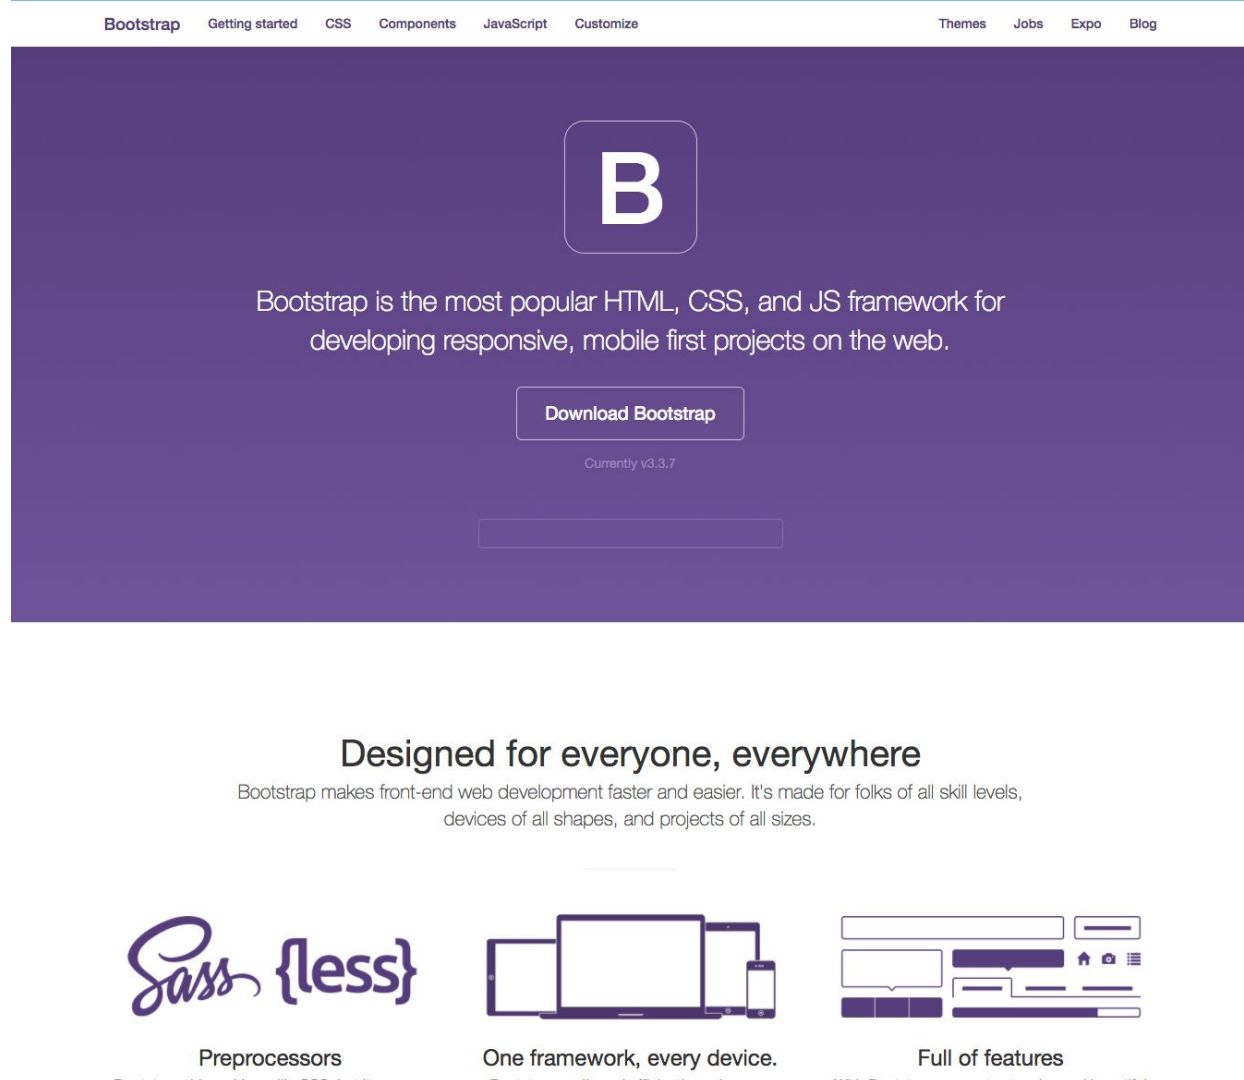 Bootstrap Getting started CSS Components JavaScript Customize Themes Jobs Expo Blog
B
Bootstrap is the most popular HTML, CSS, and JS framework for
developing responsive, mobile first projects on the web.
Download Bootstrap
Currently v3.3.7
Designed for everyone, everywhere
Bootstrap makes front-end web development faster and easier. It's made for folks of all skill levels,
devices of all shapes, and projects of all sizes.
Sass {less}
Preprocessors
One framework, every device.
Full of features